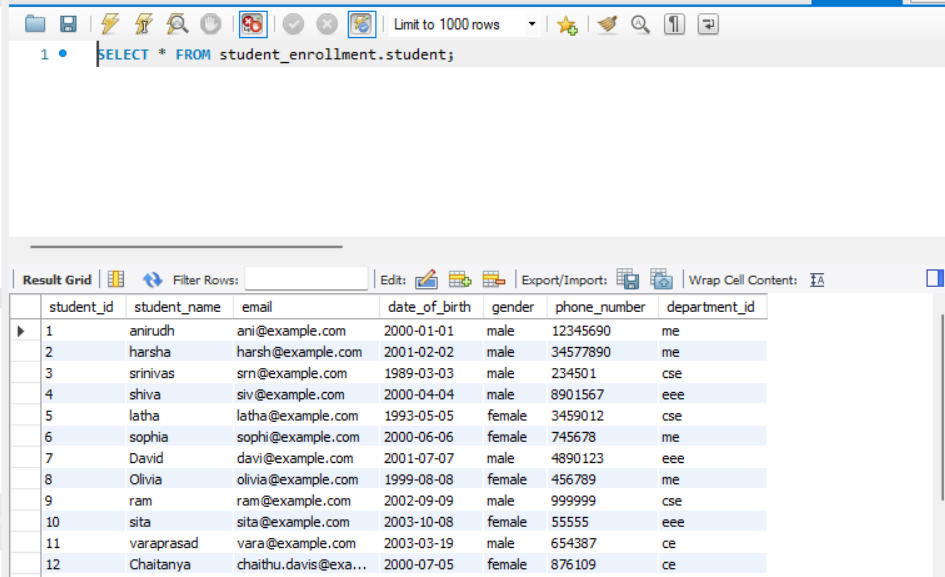 Limit to 1000 rows
1 SELECT * FROM student_enrollment.student;
Result Grid Filter Rows: Edit: Export/Import: Wrap Cell Content:
student_id student_name email date_of_birth gender phone_number department_id
1 anirudh ani@example.com 2000-01-01 male 12345690 me
2 harsha harsh@example.com 2001-02-02 male 34577890 me
3 srinivas srn@example.com 1989-03-03 male 234501 cse
4 shiva siv@example.com 2000-04-04 male 8901567 eee
5 latha latha@example.com 1993-05-05 female 3459012 cse
6 sophia sophi@example.com 2000-06-06 female 745678 me
7 David davi@example.com 2001-07-07 male 4890123 eee
8 Olivia olivia@example.com 1999-08-08 female 456789 me
9 ram ram@example.com 2002-09-09 male 999999 cse
10 sita sita@example.com 2003-10-08 female 55555 eee
11 varaprasad vara@example.com 2003-03-19 male 654387 ce
12 Chaitanya chaithu.davis@exa... 2000-07-05 female 876109 ce